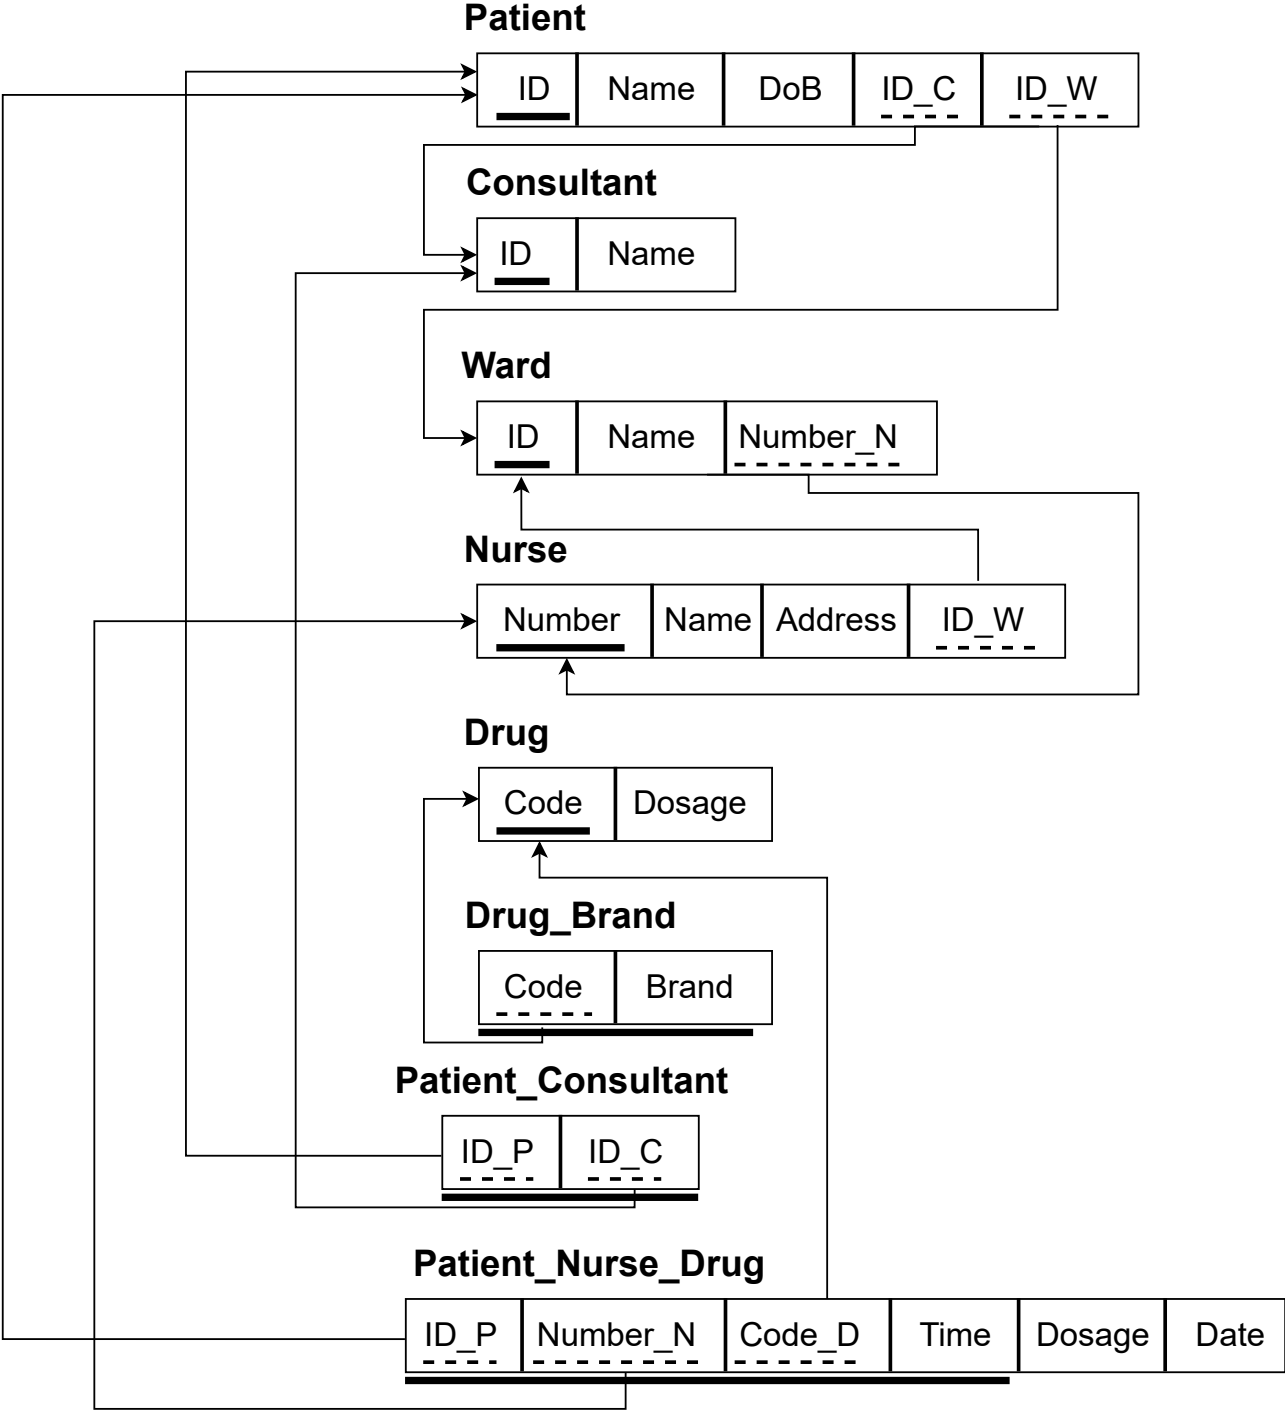 Patient
ID Name DoB ID_C ID_W
Consultant
ID Name
Ward
ID Name Number_N
Nurse
Number Name Address ID_W
Drug
Code Dosage
Drug_Brand
Code Brand
Patient_Consultant
ID_P ID_C
Patient_Nurse_Drug
ID_P Number_N Code_D Time Dosage Date